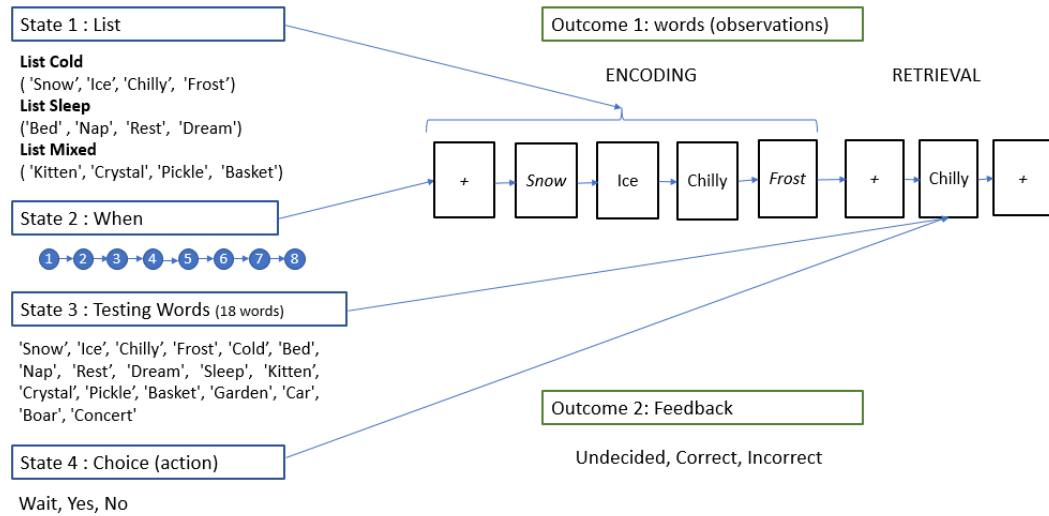 State 1 : List
List Cold
( 'Snow’, 'Ice’, 'Chilly’, 'Frost’)
List Sleep
('Bed' , 'Nap', 'Rest', 'Dream')
List Mixed
( 'Kitten', 'Crystal', 'Pickle', 'Basket')
State 2 : When
1 2 3 4 5 6 7 8
State 3 : Testing Words (18 words)
'Snow’, 'Ice’, 'Chilly’, 'Frost’, 'Cold’, 'Bed',
'Nap', 'Rest’, 'Dream', 'Sleep', 'Kitten’,
'Crystal’, 'Pickle’, 'Basket', 'Garden', 'Car',
'Boar', 'Concert'
State 4 : Choice (action)
Wait, Yes, No
Outcome 1: words (observations)
ENCODING
RETRIEVAL
+ Snow Ice Chilly Frost + Chilly +
Outcome 2: Feedback
Undecided, Correct, Incorrect